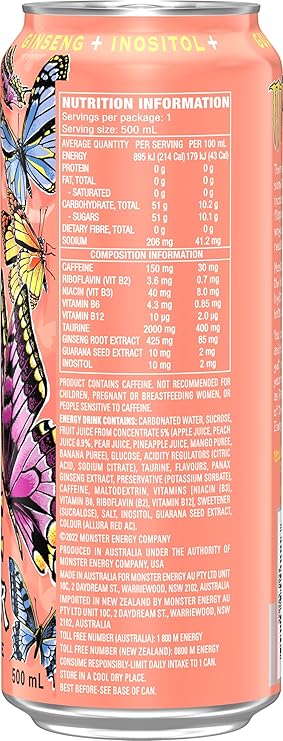 GINSENG + INOSITOL +
NUTRITION INFORMATION
Servings per package: 1
Serving size: 500 mL
AVERAGE QUANTITY PER SERVING PER 100 mL
ENERGY 895 kJ (214 Cal) 179 kJ (43 Cal)
PROTEIN 0 g 0 g
FAT, TOTAL 0 g 0 g
- SATURATED 0 g 0 g
CARBOHYDRATE, TOTAL 51 g 10.2 g
- SUGARS 51 g 10.1 g
DIETARY FIBRE, TOTAL 0 g 0 g
SODIUM 206 mg 41.2 mg
COMPOSITION INFORMATION
CAFFEINE 150 mg 30 mg
RIBOFLAVIN (VIT B2) 3.6 mg 0.7 mg
NIACIN (VIT B3) 40 mg 8.0 mg
VITAMIN B6 4.3 mg 0.85 mg
VITAMIN B12 10 µg 2.0 µg
TAURINE 2000 mg 400 mg
GINSENG ROOT EXTRACT 425 mg 85 mg
GUARANA SEED EXTRACT 10 mg 2 mg
INOSITOL 10 mg 2 mg
PRODUCT CONTAINS CAFFEINE. NOT RECOMMENDED FOR
CHILDREN, PREGNANT OR BREASTFEEDING WOMEN, OR
PEOPLE SENSITIVE TO CAFFEINE.
ENERGY DRINK CONTAINS: CARBONATED WATER, SUCROSE,
FRUIT JUICE FROM CONCENTRATE 5% (APPLE JUICE, PEACH
JUICE 0.9%, PEAR JUICE, PINEAPPLE JUICE, MANGO PUREE,
BANANA PUREE), GLUCOSE, ACIDITY REGULATORS (CITRIC
ACID, SODIUM CITRATE), TAURINE, FLAVOURS, PANAX
GINSENG EXTRACT, PRESERVATIVE (POTASSIUM SORBATE),
CAFFEINE, MALTODEXTRIN, VITAMINS [NIACIN (B3),
VITAMIN B6, RIBOFLAVIN (B2), VITAMIN B12], SWEETENER
(SUCRALOSE), SALT, INOSITOL, GUARANA SEED EXTRACT,
COLOUR (ALLURA RED AC).
©2022 MONSTER ENERGY COMPANY
PRODUCED IN AUSTRALIA UNDER THE AUTHORITY OF
MONSTER ENERGY COMPANY, USA
MADE IN AUSTRALIA FOR MONSTER ENERGY AU PTY LTD UNIT
10C, 2 DAYDREAM ST., WARRIEWOOD, NSW 2102, AUSTRALIA
IMPORTED IN NEW ZEALAND BY MONSTER ENERGY AU
PTY LTD UNIT 10C, 2 DAYDREAM ST., WARRIEWOOD, NSW
2102, AUSTRALIA
TOLL FREE NUMBER (AUSTRALIA): 1 800 M ENERGY
TOLL FREE NUMBER (NEW ZEALAND): 0800 M ENERGY
CONSUME RESPONSIBLY-LIMIT DAILY INTAKE TO 1 CAN.
STORE IN A COOL DRY PLACE.
BEST BEFORE-SEE BASE OF CAN.
500 mL